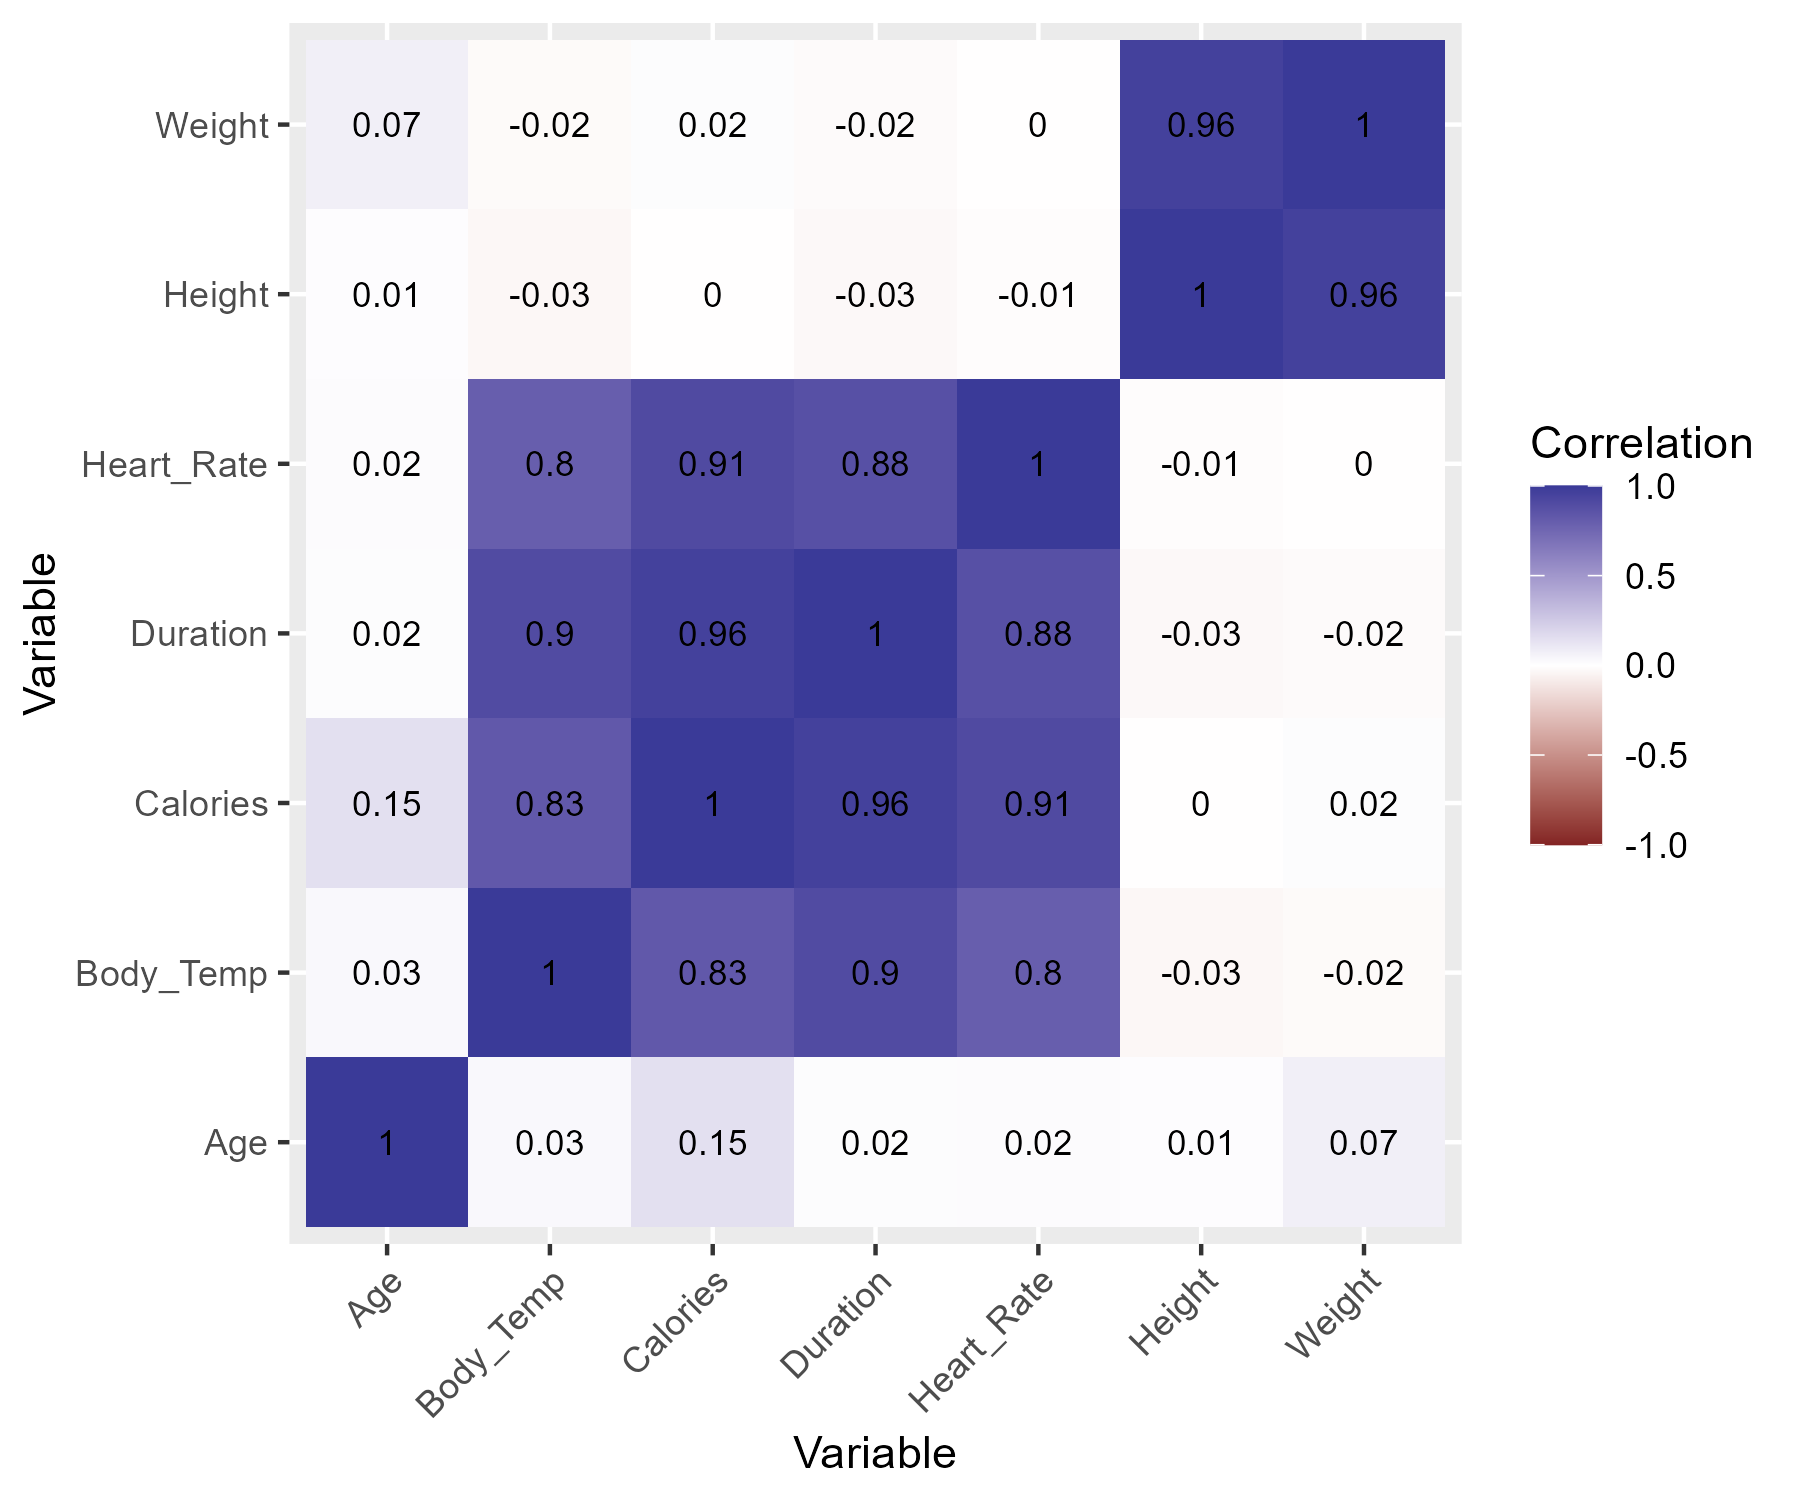 Weight 0.07 -0.02 0.02 -0.02 0 0.96 1
Height 0.01 -0.03 0 -0.03 -0.01 1 0.96
Heart_Rate 0.02 0.8 0.91 0.88 1 -0.01 0
Duration 0.02 0.9 0.96 1 0.88 -0.03 -0.02
Calories 0.15 0.83 1 0.96 0.91 0 0.02
Body_Temp 0.03 1 0.83 0.9 0.8 -0.03 -0.02
Age 1 0.03 0.15 0.02 0.02 0.01 0.07
Age Body_Temp Calories Duration Heart_Rate Height Weight
Variable
Variable
Correlation
1.0
0.5
0.0
-0.5
-1.0